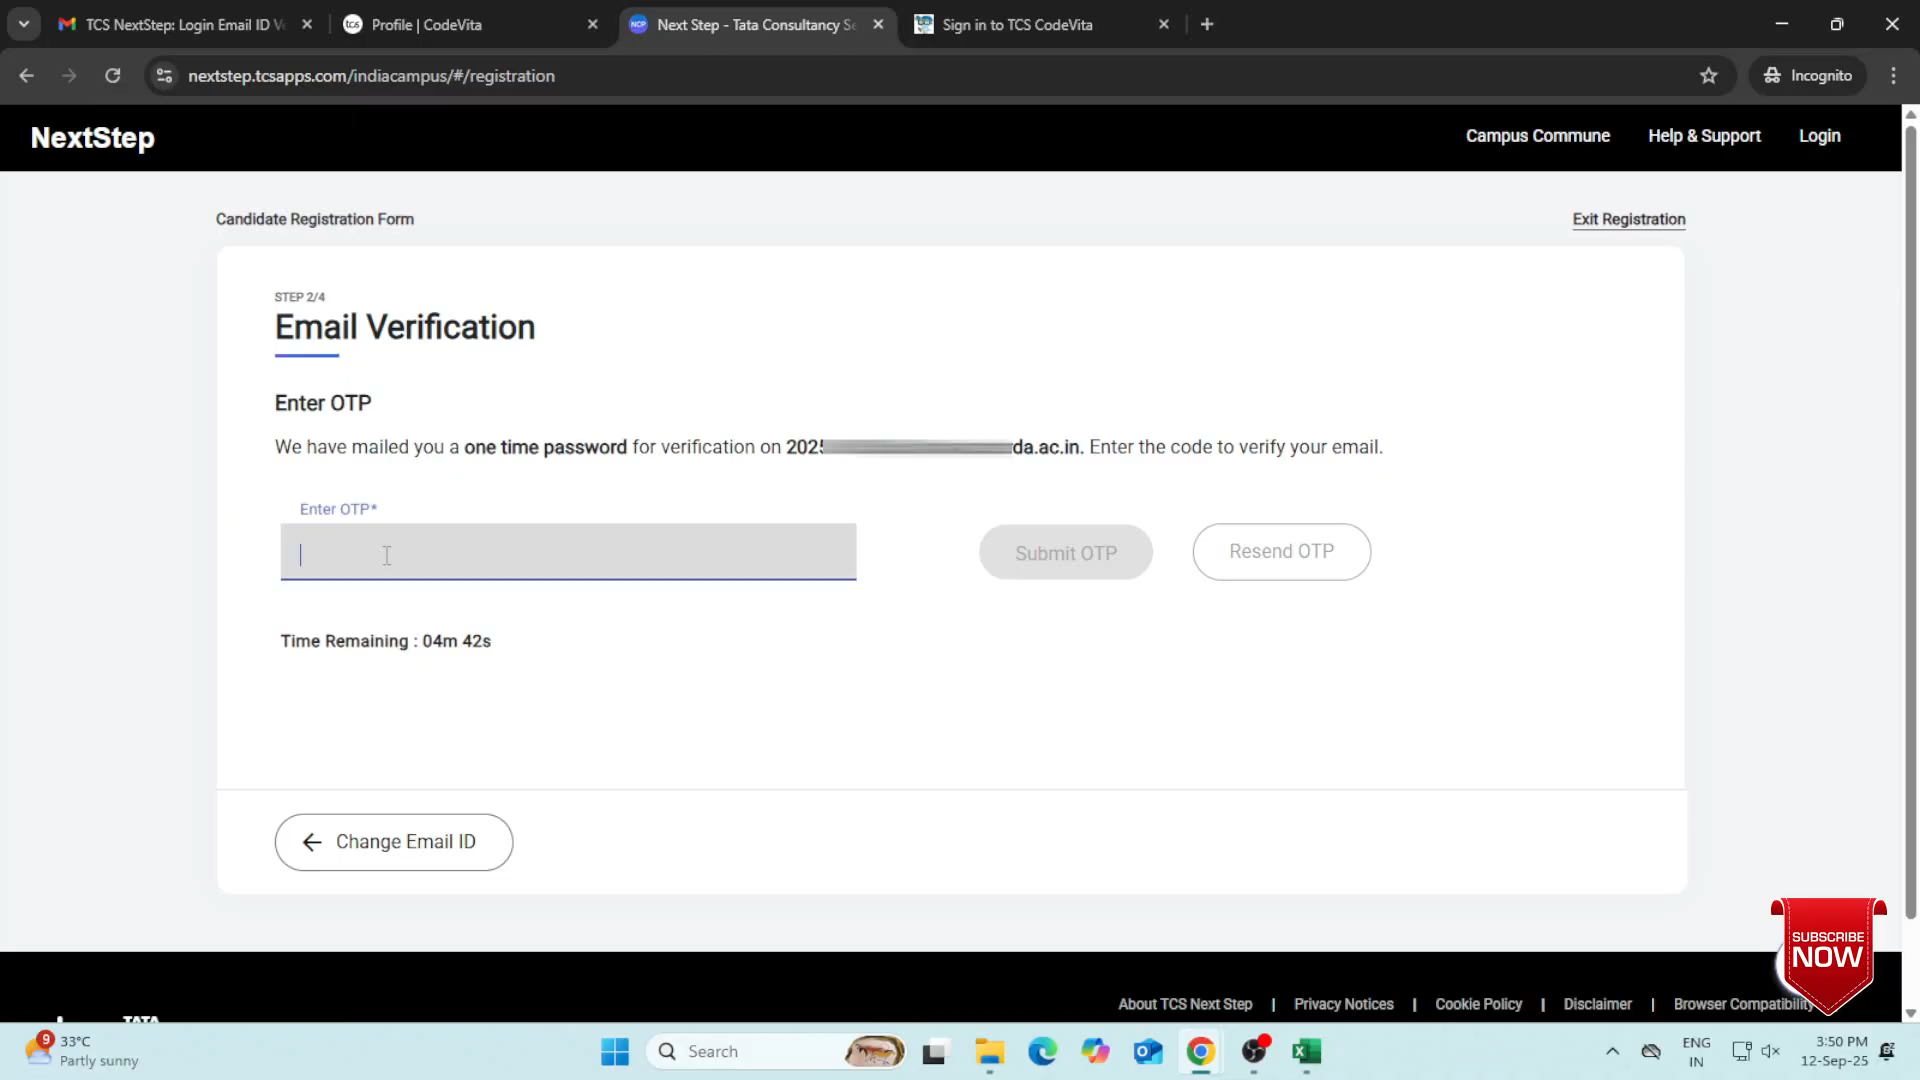 TCS NextStep: Login Email ID Ve
Profile | CodeVita
Next Step - Tata Consultancy Se
Sign in to TCS CodeVita
nextstep.tcsapps.com/indiacampus/#/registration
Incognito
NextStep
Campus Commune
Help & Support
Login
Candidate Registration Form
Exit Registration
STEP 2/4
Email Verification
Enter OTP
We have mailed you a one time password for verification on 2025 da.ac.in. Enter the code to verify your email.
Enter OTP*
Submit OTP
Resend OTP
Time Remaining : 04m 42s
Change Email ID
SUBSCRIBE
NOW
About TCS Next Step | Privacy Notices | Cookie Policy | Disclaimer | Browser Compatibility
TATA
9
33°C
Partly sunny
Search
ENG
IN
3:50 PM
12-Sep-25